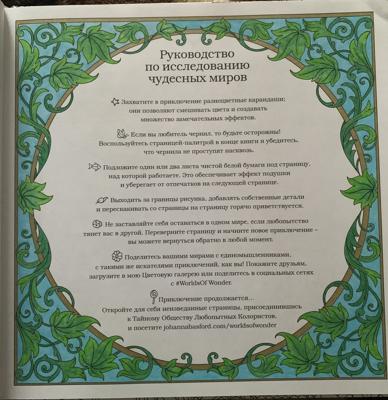 Руководство
по исследованию
чудесных миров
Захватите в приключение разноцветные карандаши;
они позволяют смешивать цвета и создавать
множество замечательных эффектов.
Если вы любитель чернил, то будьте осторожны!
Воспользуйтесь страницей-палитрой в конце книги и убедитесь,
что чернила не проступят насквозь.
Подложите один или два листа чистой белой бумаги под страницу,
над которой работаете. Это обеспечивает эффект подушки
и уберегает от отпечатков на следующей странице.
Выходить за границы рисунка, добавлять собственные детали
и перескакивать со страницы на страницу горячо приветствуется.
Не заставляйте себя оставаться в одном мире, если любопытство
тянет вас в другой. Переверните страницу и начните новое приключение –
вы можете вернуться обратно в любой момент.
Поделитесь вашими мирами с единомышленниками,
с такими же искателями приключений, как вы! Покажите друзьям,
загрузите в мою Цветовую галерею или поделитесь в социальных сетях
с #WorldsOf Wonder.
Приключение продолжается...
Откройте для себя неизведанные страницы, присоединившись
к Тайному Обществу Любопытных Колористов,
и посетите johannabasford.com/worldsofwonder